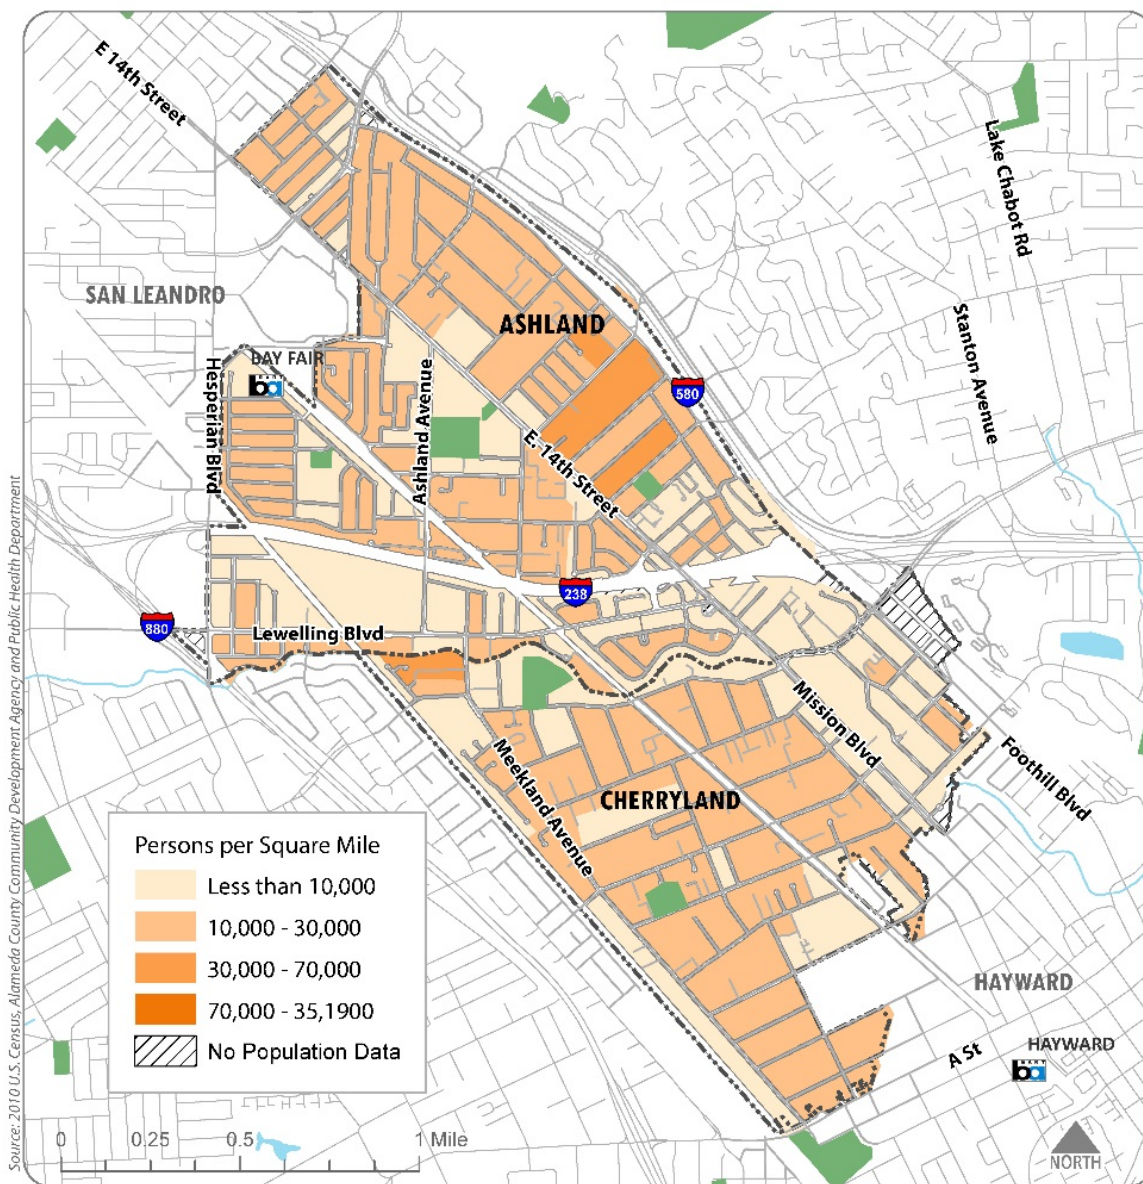 E 14th Street
Lake Chabot Rd
SAN LEANDRO
ASHLAND
Stanton Avenue
BAY FAIR
BART
ba
Hesperian Blvd
Ashland Avenue
580
E. 14th Street
238
880
Lewelling Blvd
Mission Blvd
Foothill Blvd
Meekland Avenue
CHERRYLAND
Persons per Square Mile
Less than 10,000
10,000 - 30,000
30,000 - 70,000
70,000 - 35,1900
No Population Data
HAYWARD
A St
HAYWARD
BART
ba
0 0.25 0.5 1 Mile
NORTH
Source: 2010 U.S. Census, Alameda County Community Development Agency and Public Health Department